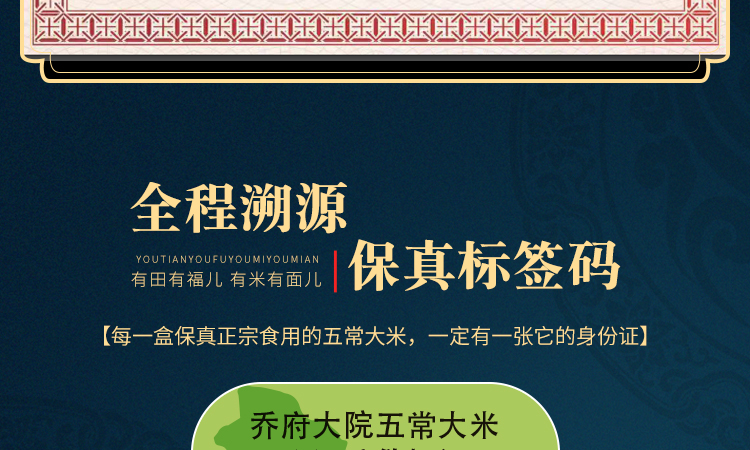 全程溯源
YOUTIANYOUFUYOUMIYOUMIAN
有田有福儿 有米有面儿
保真标签码
【每一盒保真正宗食用的五常大米，一定有一张它的身份证】
乔府大院五常大米